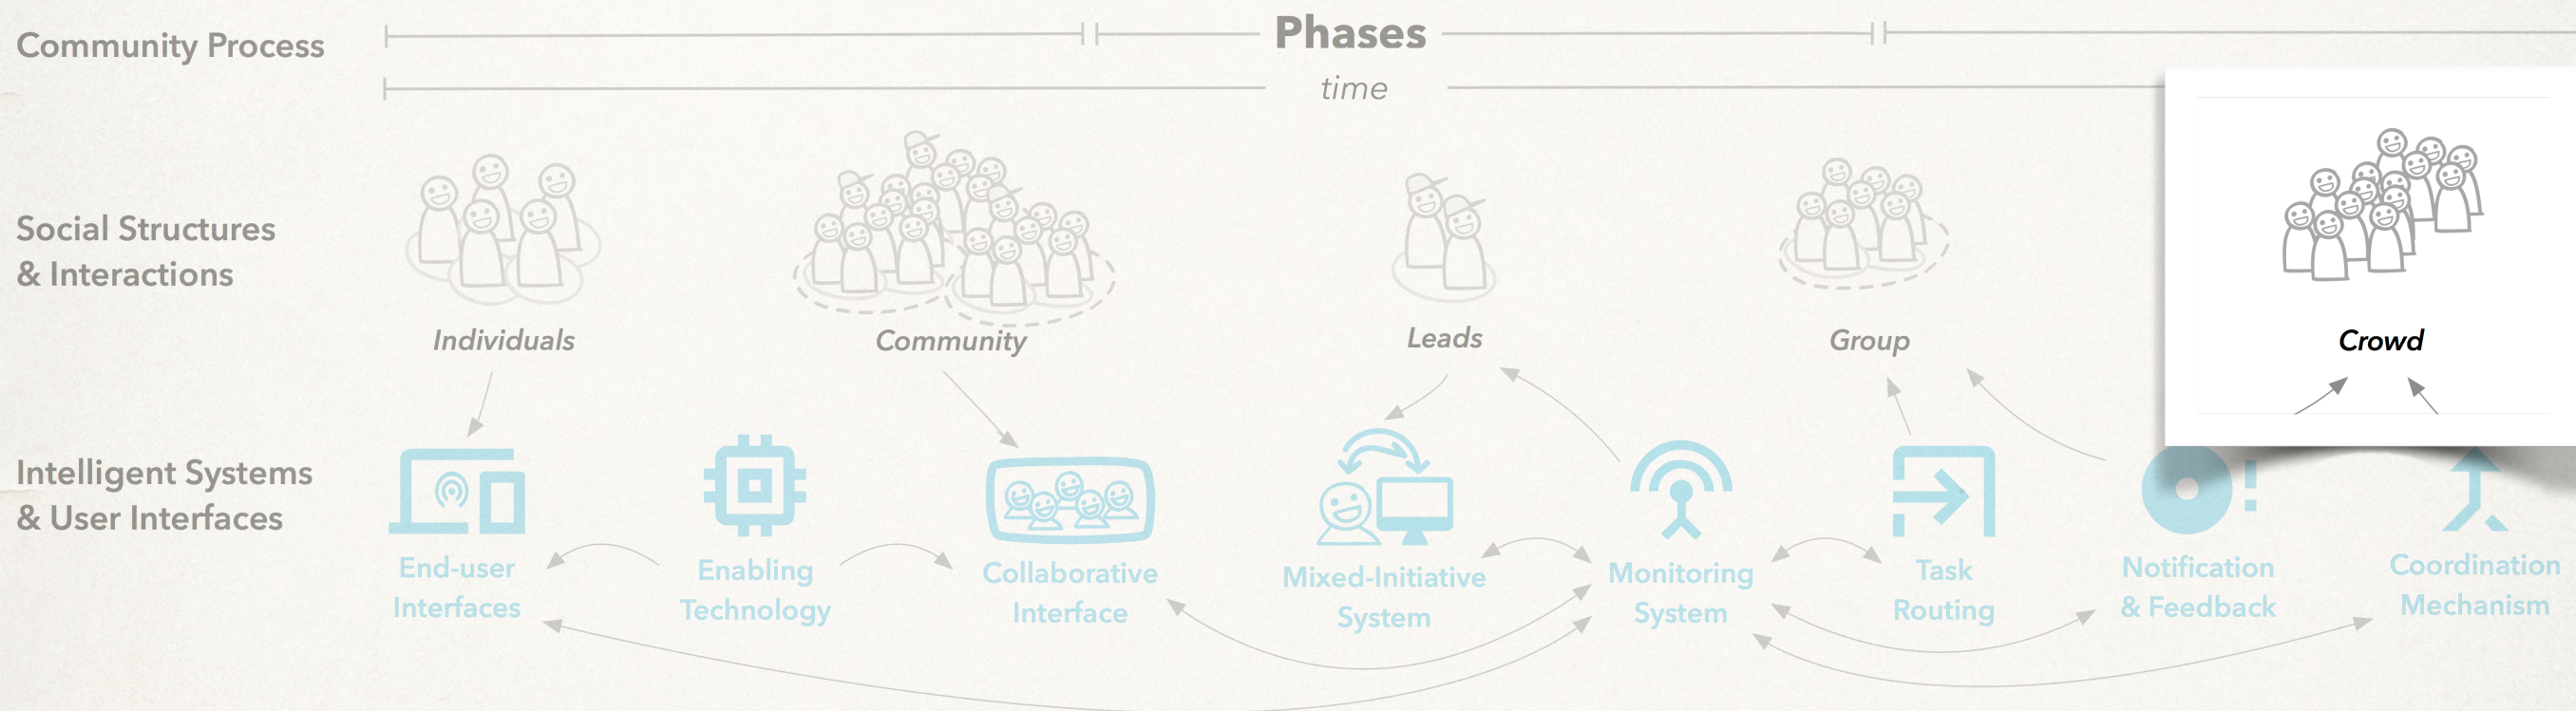 Community Process
Phases
time
Social Structures
& Interactions
Individuals
Community
Leads
Group
Crowd
Intelligent Systems
& User Interfaces
End-user
Interfaces
Enabling
Technology
Collaborative
Interface
Mixed-Initiative
System
Monitoring
System
Task
Routing
!
Notification
& Feedback
Coordination
Mechanism